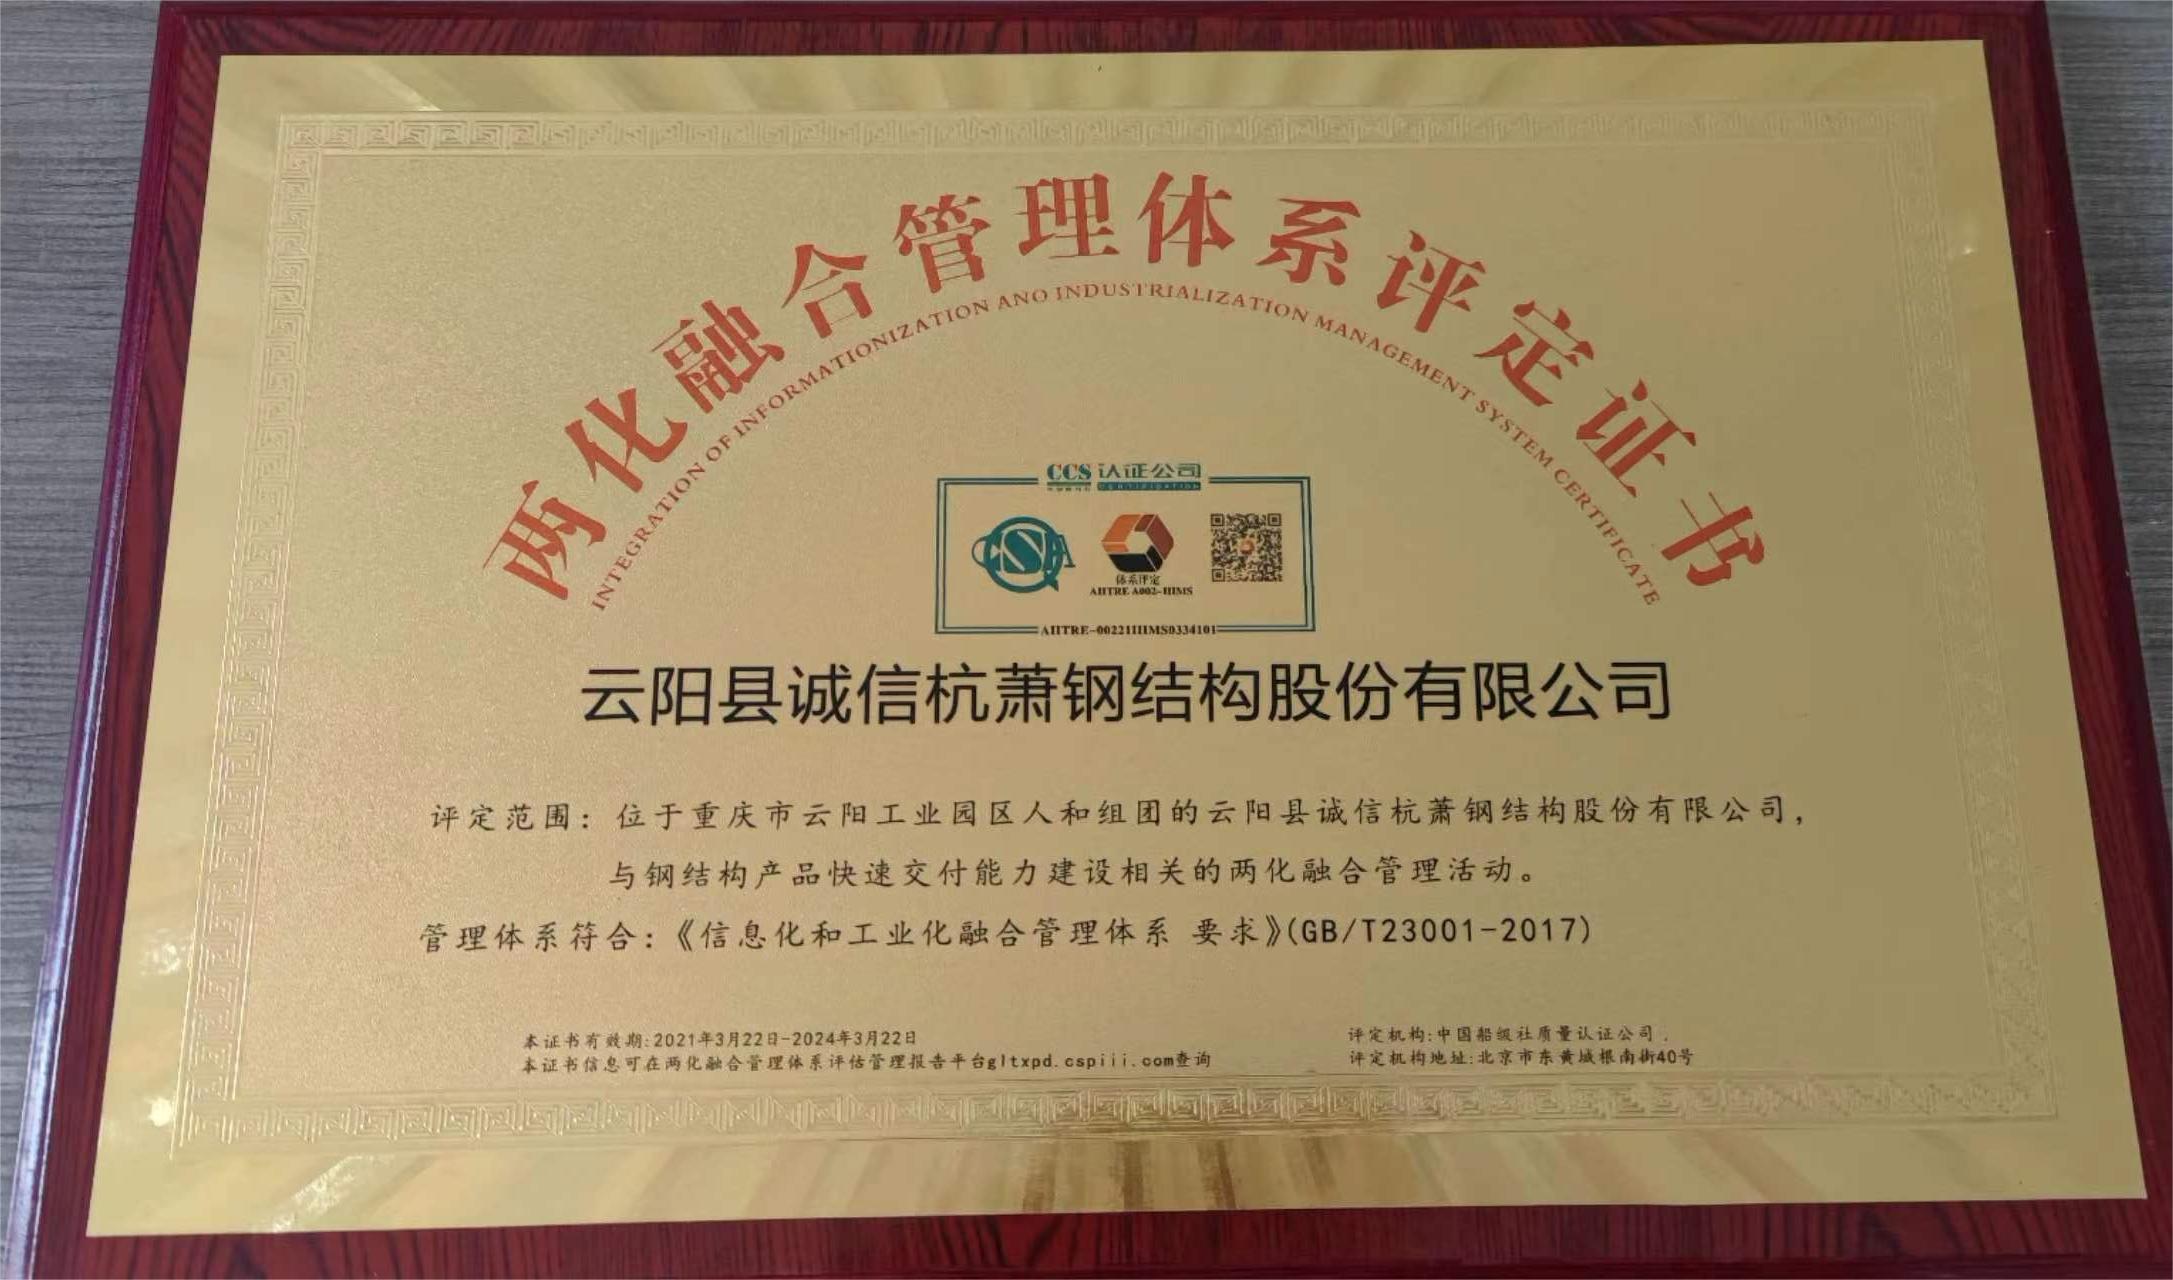 两化融合管理体系评定证书
INTEGRATION OF INFORMATIONIZATION ANO INDUSTRIALIZATION MANAGEMENT SYSTEM CERTIFICATE
CCS 认证公司
CERTIFICATION
CSQA
体系评定
AIITRE A002-IIIMS
AIITRE-00221IIIMS0334101
云阳县诚信杭萧钢结构股份有限公司
评定范围：位于重庆市云阳工业园区人和组团的云阳县诚信杭萧钢结构股份有限公司，
与钢结构产品快速交付能力建设相关的两化融合管理活动。
管理体系符合：《信息化和工业化融合管理体系 要求》(GB/T23001-2017)
本证书有效期:2021年3月22日-2024年3月22日
本证书信息可在两化融合管理体系评估管理报告平台gltxpd.cspiii.com查询
评定机构:中国船级社质量认证公司.
评定机构地址:北京市东黄城根南街40号